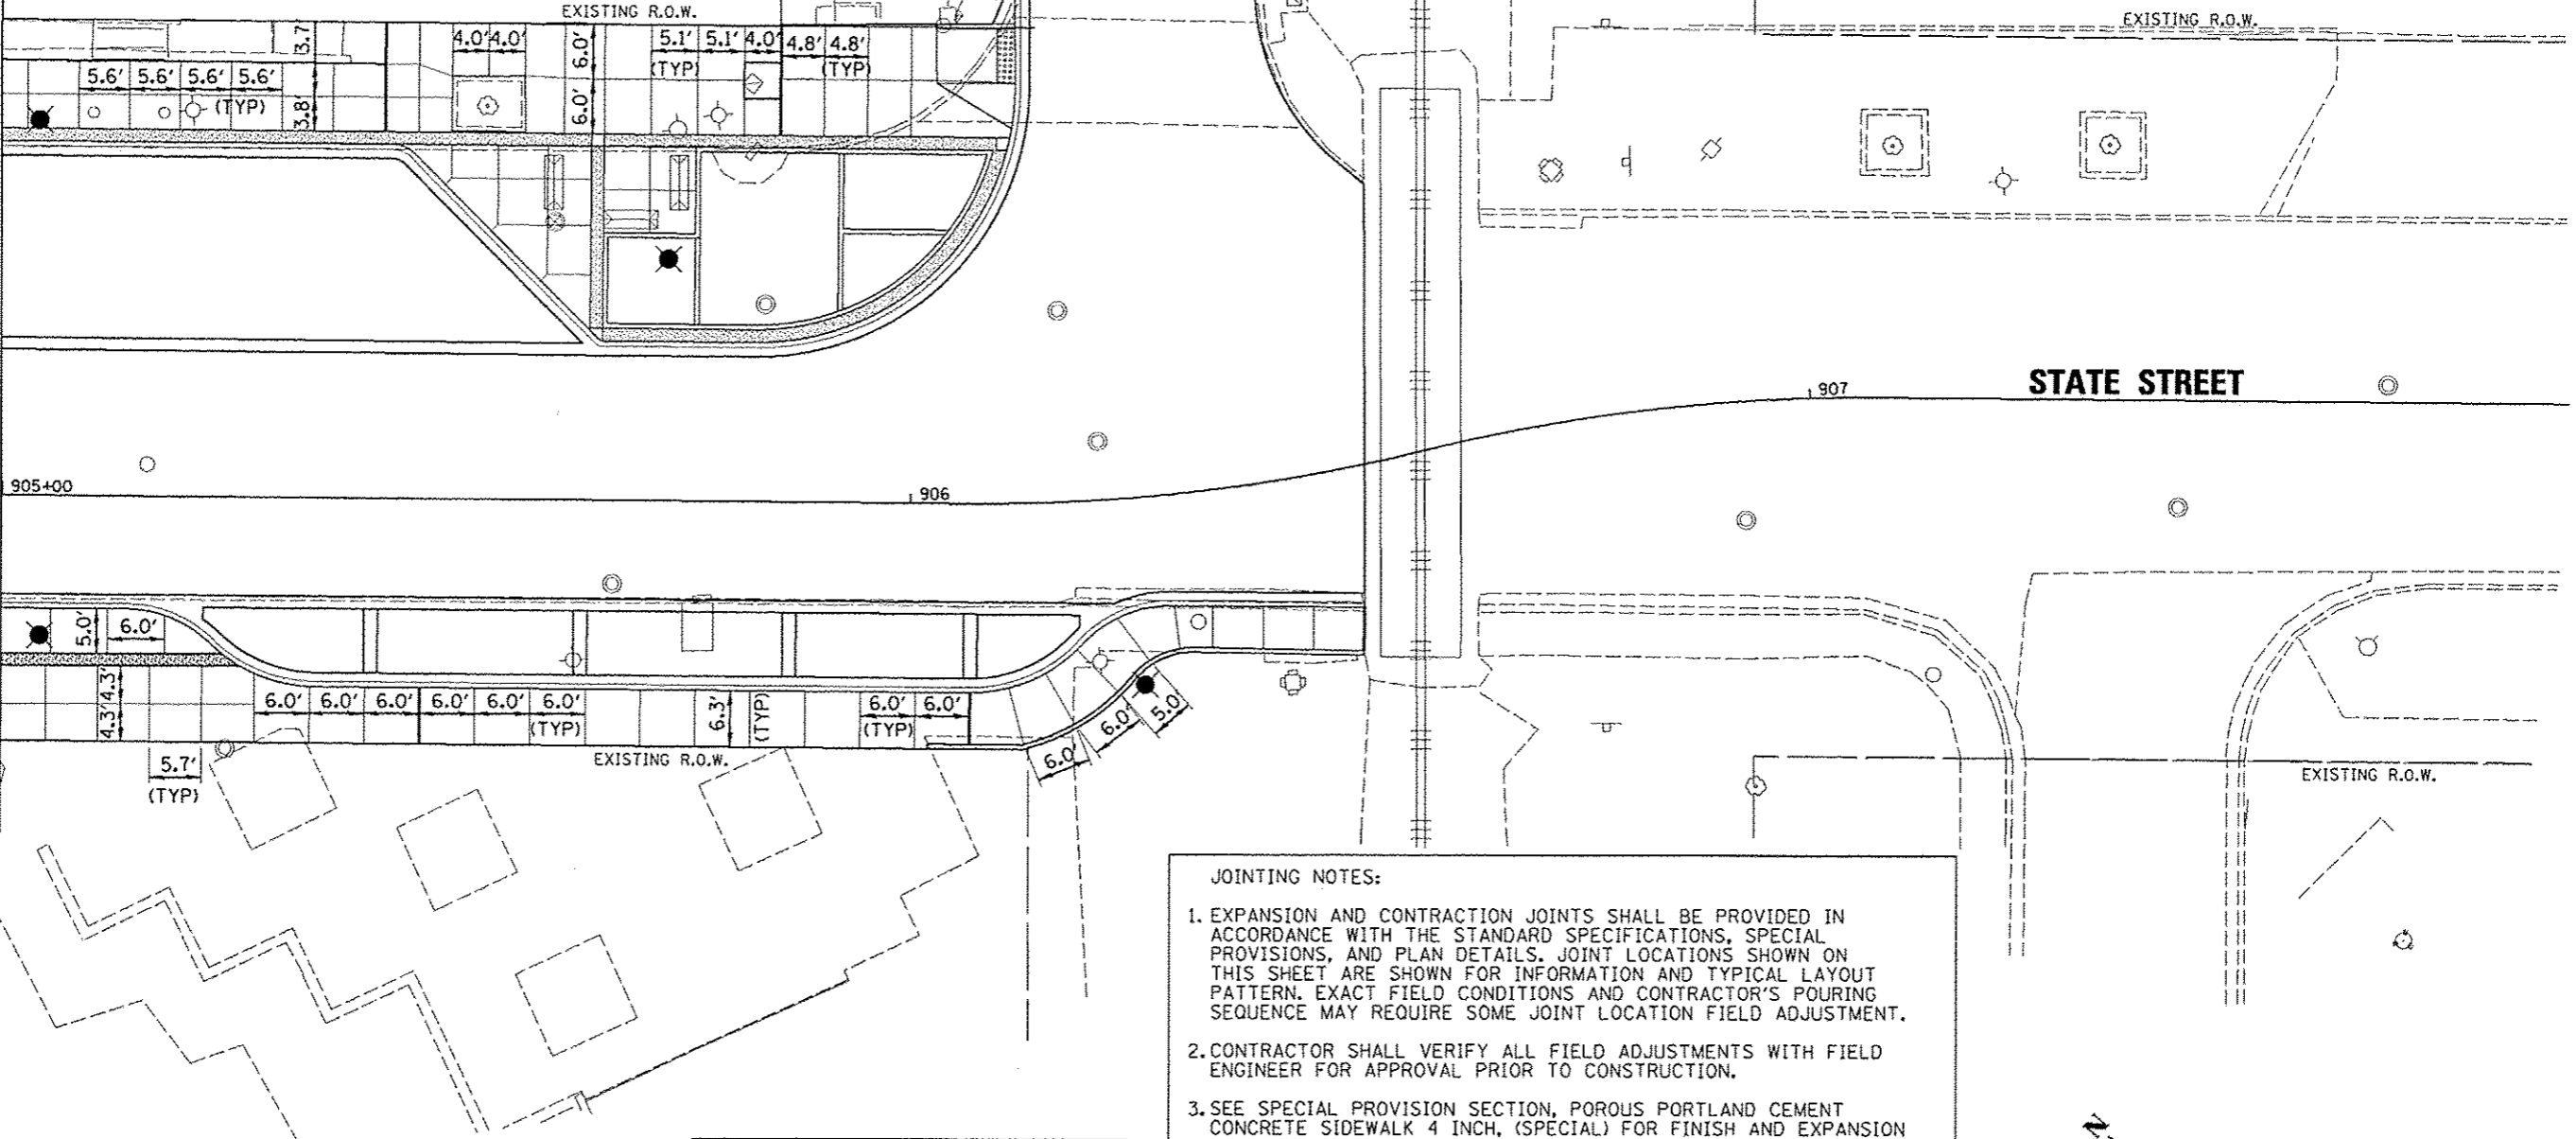 EXISTING R.O.W.
EXISTING R.O.W.
3.7'
4.0' 4.0'
6.0'
5.1' 5.1' 4.0' 4.8' 4.8'
(TYP)
(TYP)
5.6' 5.6' 5.6' 5.6'
(TYP)
3.8'
6.0'
STATE STREET
907
905+00
906
5.0'
6.0'
4.3'
4.3'
6.0' 6.0' 6.0' 6.0' 6.0' 6.0'
(TYP)
6.3'
(TYP)
6.0' 6.0'
(TYP)
5.0
6.0'
6.0'
5.7'
(TYP)
EXISTING R.O.W.
EXISTING R.O.W.
JOINTING NOTES:
1. EXPANSION AND CONTRACTION JOINTS SHALL BE PROVIDED IN
ACCORDANCE WITH THE STANDARD SPECIFICATIONS, SPECIAL
PROVISIONS, AND PLAN DETAILS. JOINT LOCATIONS SHOWN ON
THIS SHEET ARE SHOWN FOR INFORMATION AND TYPICAL LAYOUT
PATTERN. EXACT FIELD CONDITIONS AND CONTRACTOR'S POURING
SEQUENCE MAY REQUIRE SOME JOINT LOCATION FIELD ADJUSTMENT.
2. CONTRACTOR SHALL VERIFY ALL FIELD ADJUSTMENTS WITH FIELD
ENGINEER FOR APPROVAL PRIOR TO CONSTRUCTION.
3. SEE SPECIAL PROVISION SECTION, POROUS PORTLAND CEMENT
CONCRETE SIDEWALK 4 INCH, (SPECIAL) FOR FINISH AND EXPANSION
N